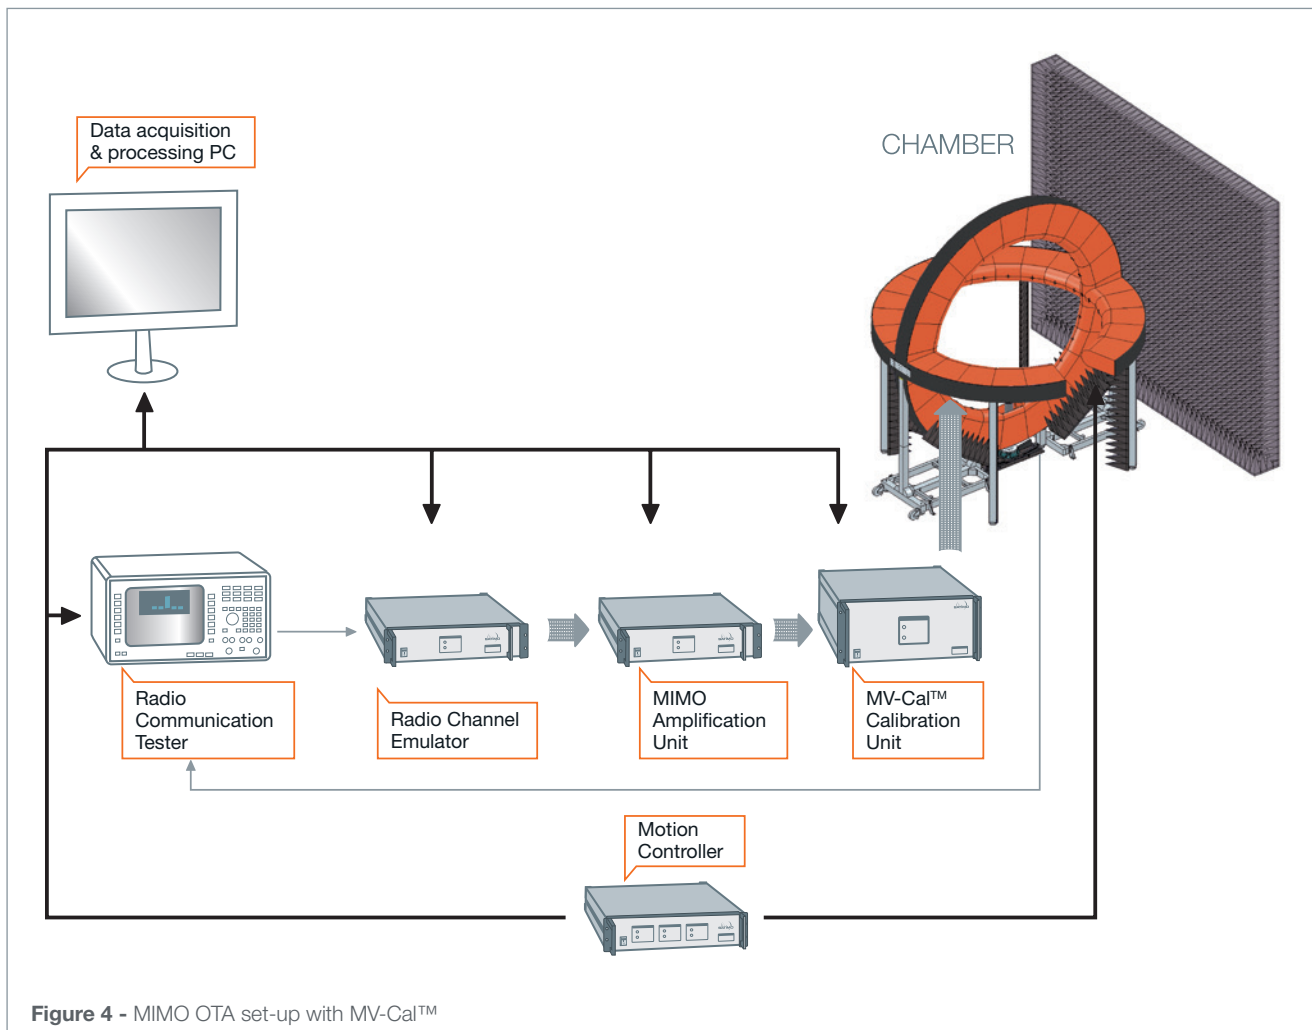 Data acquisition
& processing PC
CHAMBER
Radio
Communication
Tester
Radio Channel
Emulator
MIMO
Amplification
Unit
MV-Cal™
Calibration
Unit
Motion
Controller
Figure 4 - MIMO OTA set-up with MV-Cal™